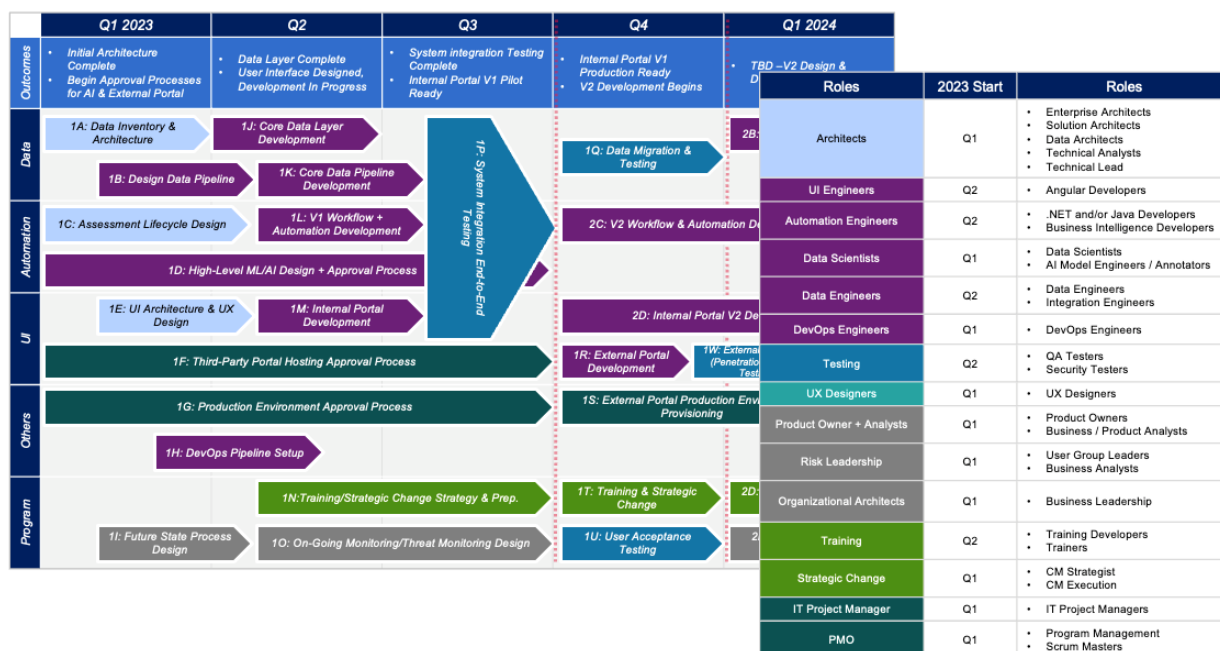 Q1 2023
Q2
Q3
Q4
Q1 2024
Outcomes
• Initial Architecture
Complete
• Begin Approval Processes
for AI & External Portal
• Data Layer Complete
• User Interface Designed,
Development In Progress
• System integration Testing
Complete
• Internal Portal V1 Pilot
Ready
• Internal Portal V1
Production Ready
• V2 Development Begins
• TBD –V2 Design &
Data
1A: Data Inventory &
Architecture
1J: Core Data Layer
Development
1B: Design Data Pipeline
1K: Core Data Pipeline
Development
1P: System Integration End-to-End
Testing
1Q: Data Migration &
Testing
2B:
Automation
1C: Assessment Lifecycle Design
1L: V1 Workflow +
Automation Development
2C: V2 Workflow & Automation
1D: High-Level ML/AI Design + Approval Process
UI
1E: UI Architecture & UX
Design
1M: Internal Portal
Development
2D: Internal Portal V2
1F: Third-Party Portal Hosting Approval Process
1R: External Portal
Development
1W: External
(Penetration
Others
1G: Production Environment Approval Process
1S: External Portal Production
Provisioning
1H: DevOps Pipeline Setup
Program
1N:Training/Strategic Change Strategy & Prep.
1T: Training & Strategic
Change
2D:
1I: Future State Process
Design
1O: On-Going Monitoring/Threat Monitoring Design
1U: User Acceptance
Testing
Roles
2023 Start
Roles
Architects
Q1
• Enterprise Architects
• Solution Architects
• Data Architects
• Technical Analysts
• Technical Lead
UI Engineers
Q2
• Angular Developers
Automation Engineers
Q2
• .NET and/or Java Developers
• Business Intelligence Developers
Data Scientists
Q1
• Data Scientists
• AI Model Engineers / Annotators
Data Engineers
Q2
• Data Engineers
• Integration Engineers
DevOps Engineers
Q1
• DevOps Engineers
Testing
Q2
• QA Testers
• Security Testers
UX Designers
Q1
• UX Designers
Product Owner + Analysts
Q1
• Product Owners
• Business / Product Analysts
Risk Leadership
Q1
• User Group Leaders
• Business Analysts
Organizational Architects
Q1
• Business Leadership
Training
Q2
• Training Developers
• Trainers
Strategic Change
Q1
• CM Strategist
• CM Execution
IT Project Manager
Q1
• IT Project Managers
PMO
Q1
• Program Management
• Scrum Masters